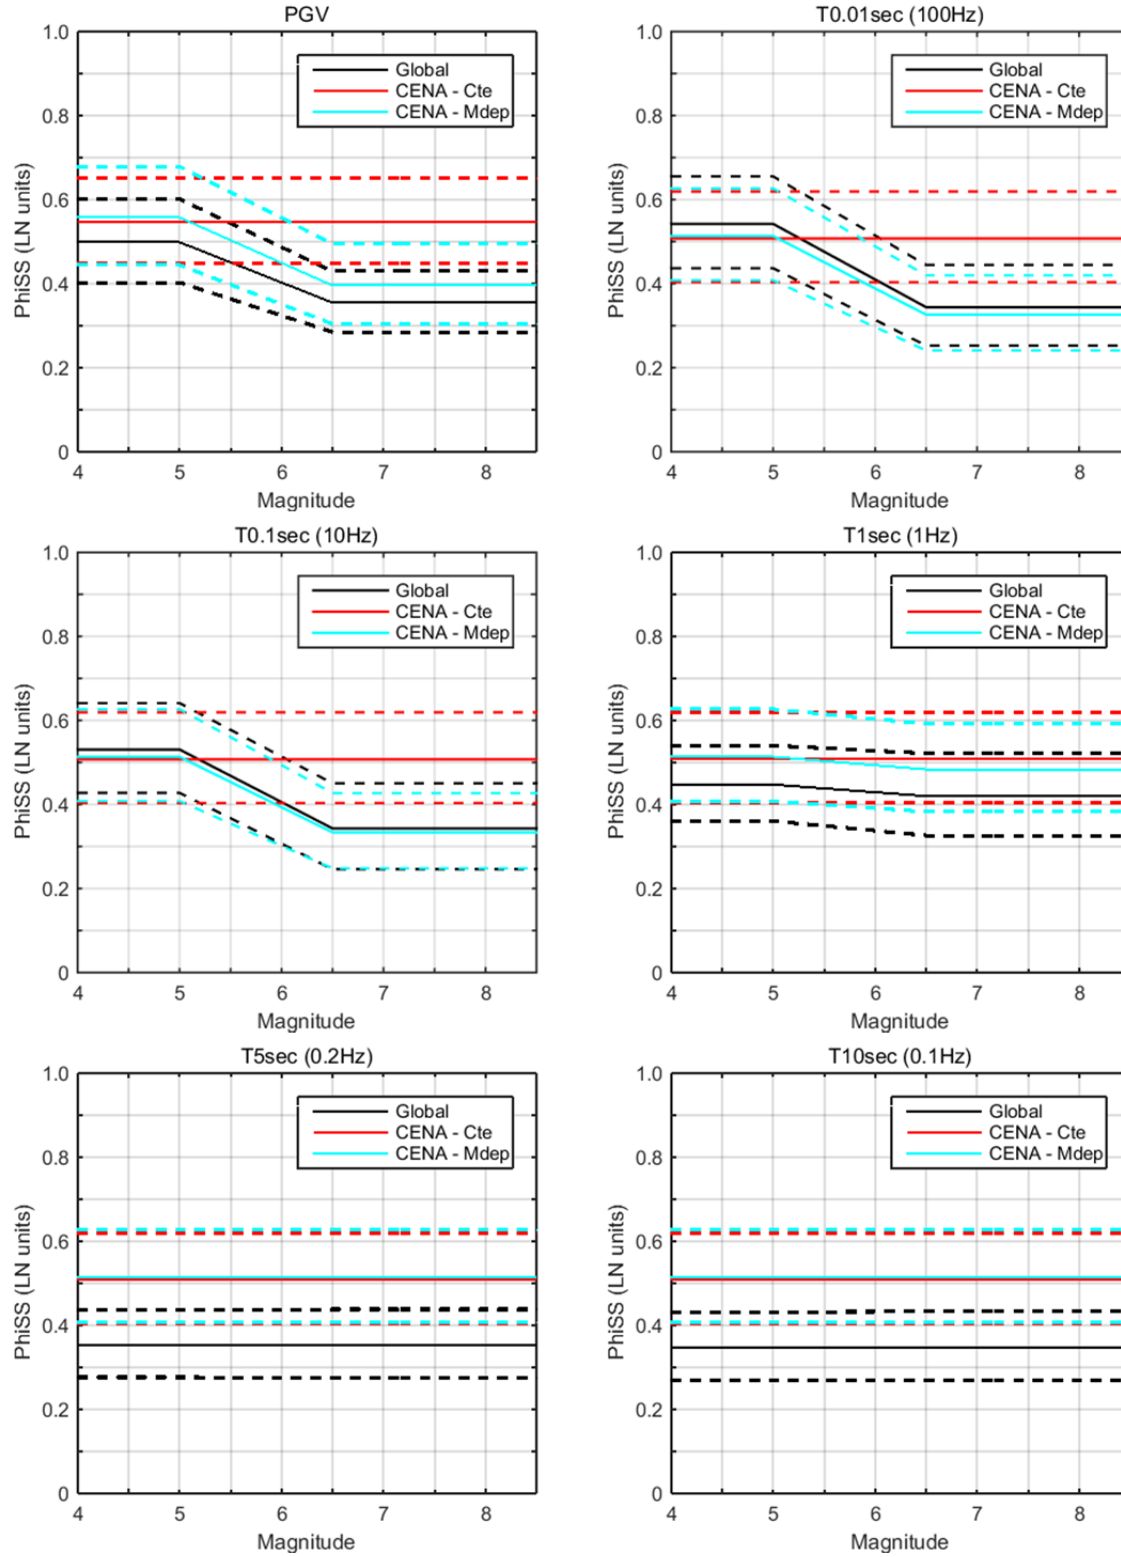 PGV
1.0
0.8
0.6
0.4
0.2
0
PhiSS (LN units)
Global
CENA - Cte
CENA - Mdep
4 5 6 7 8
Magnitude
T0.01sec (100Hz)
1.0
0.8
0.6
0.4
0.2
0
PhiSS (LN units)
Global
CENA - Cte
CENA - Mdep
4 5 6 7 8
Magnitude
T0.1sec (10Hz)
1.0
0.8
0.6
0.4
0.2
0
PhiSS (LN units)
Global
CENA - Cte
CENA - Mdep
4 5 6 7 8
Magnitude
T1sec (1Hz)
1.0
0.8
0.6
0.4
0.2
0
PhiSS (LN units)
Global
CENA - Cte
CENA - Mdep
4 5 6 7 8
Magnitude
T5sec (0.2Hz)
1.0
0.8
0.6
0.4
0.2
0
PhiSS (LN units)
Global
CENA - Cte
CENA - Mdep
4 5 6 7 8
Magnitude
T10sec (0.1Hz)
1.0
0.8
0.6
0.4
0.2
0
PhiSS (LN units)
Global
CENA - Cte
CENA - Mdep
4 5 6 7 8
Magnitude